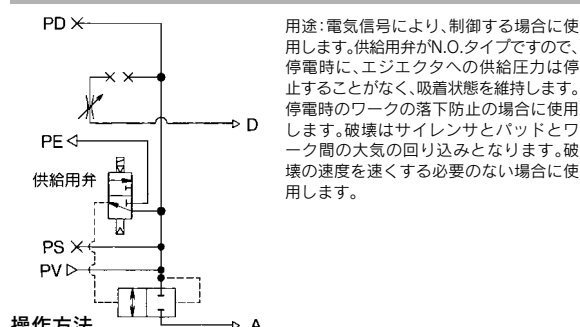 PD
D
PE
供給用弁
PS
PV
A
操作方法
用途:電気信号により、制御する場合に使
用します。供給用弁がN.O.タイプですので、
停電時に、エジエクタへの供給圧力は停
止することがなく、吸着状態を維持します。
停電時のワークの落下防止の場合に使用
します。破壊はサイレンサとパッドとワ
ーク間の大気の回り込みとなります。破
壊の速度を速くする必要のない場合に使
用します。